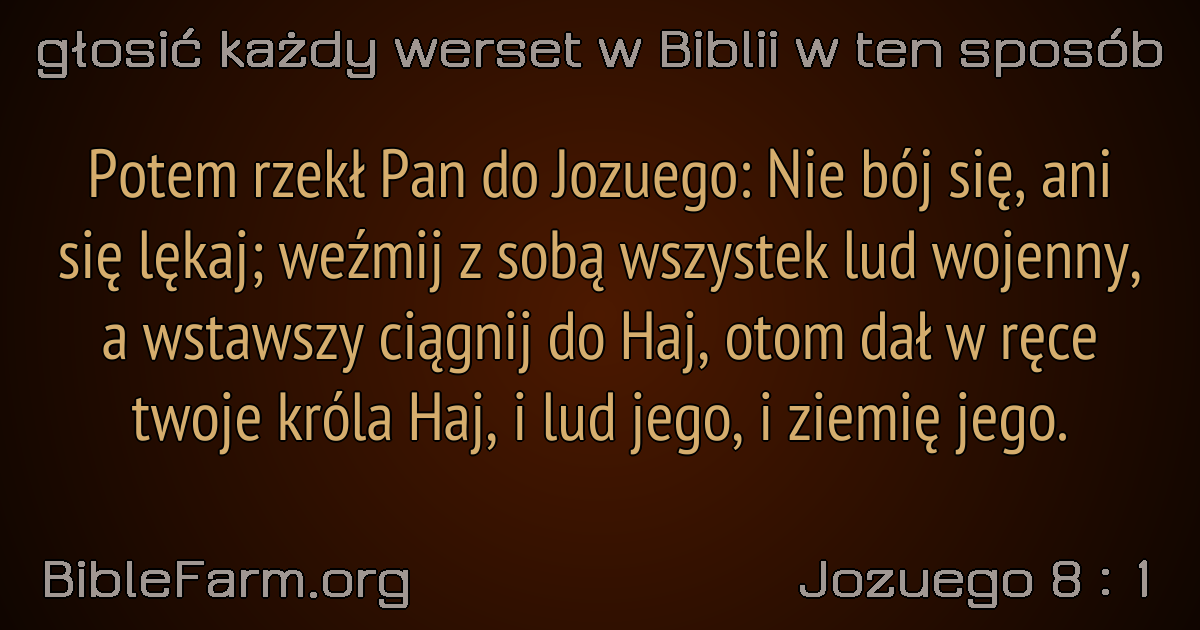 głosić każdy werset w Biblii w ten sposób
Potem rzekł Pan do Jozuego: Nie bój się, ani
się lękaj; weźmij z sobą wszystek lud wojenny,
a wstawszy ciągnij do Haj, otom dał w ręce
twoje króla Haj, i lud jego, i ziemię jego.
BibleFarm.org
Jozuego 8 : 1